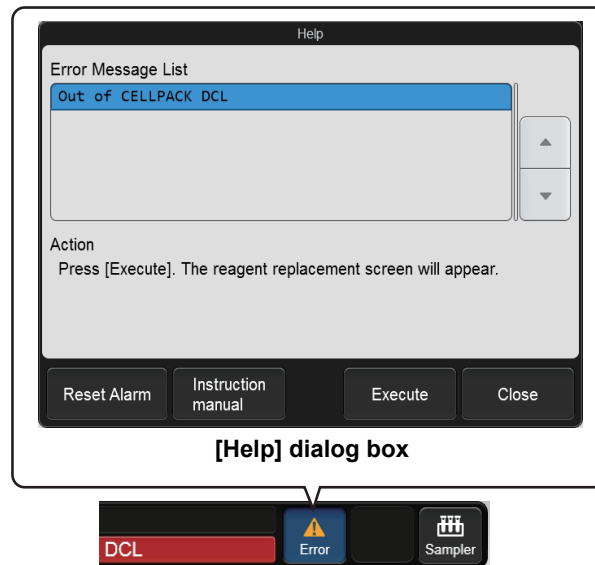 Help
Error Message List
Out of CELLPACK DCL
Action
Press [Execute]. The reagent replacement screen will appear.
Reset Alarm
Instruction
manual
Execute
Close
[Help] dialog box
DCL
Error
Sampler